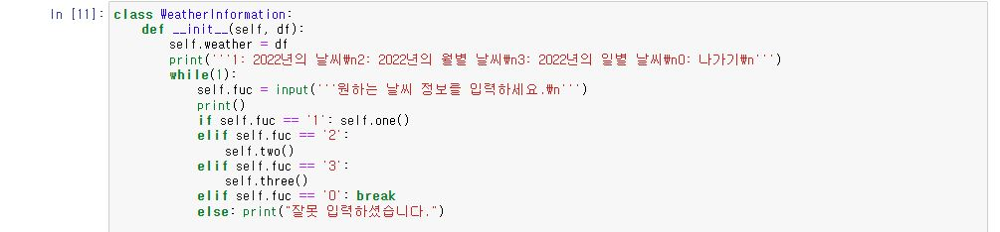 In [11]: class WeatherInformation:
def __init__(self, df):
self.weather = df
print('''1: 2022년의 날씨₩n2: 2022년의 월별 날씨₩n3: 2022년의 일별 날씨₩n0: 나가기₩n''')
while(1):
self.fuc = input('''원하는 날씨 정보를 입력하세요.₩n''')
print()
if self.fuc == '1': self.one()
elif self.fuc == '2':
self.two()
elif self.fuc == '3':
self.three()
elif self.fuc == '0': break
else: print("잘못 입력하셨습니다.")